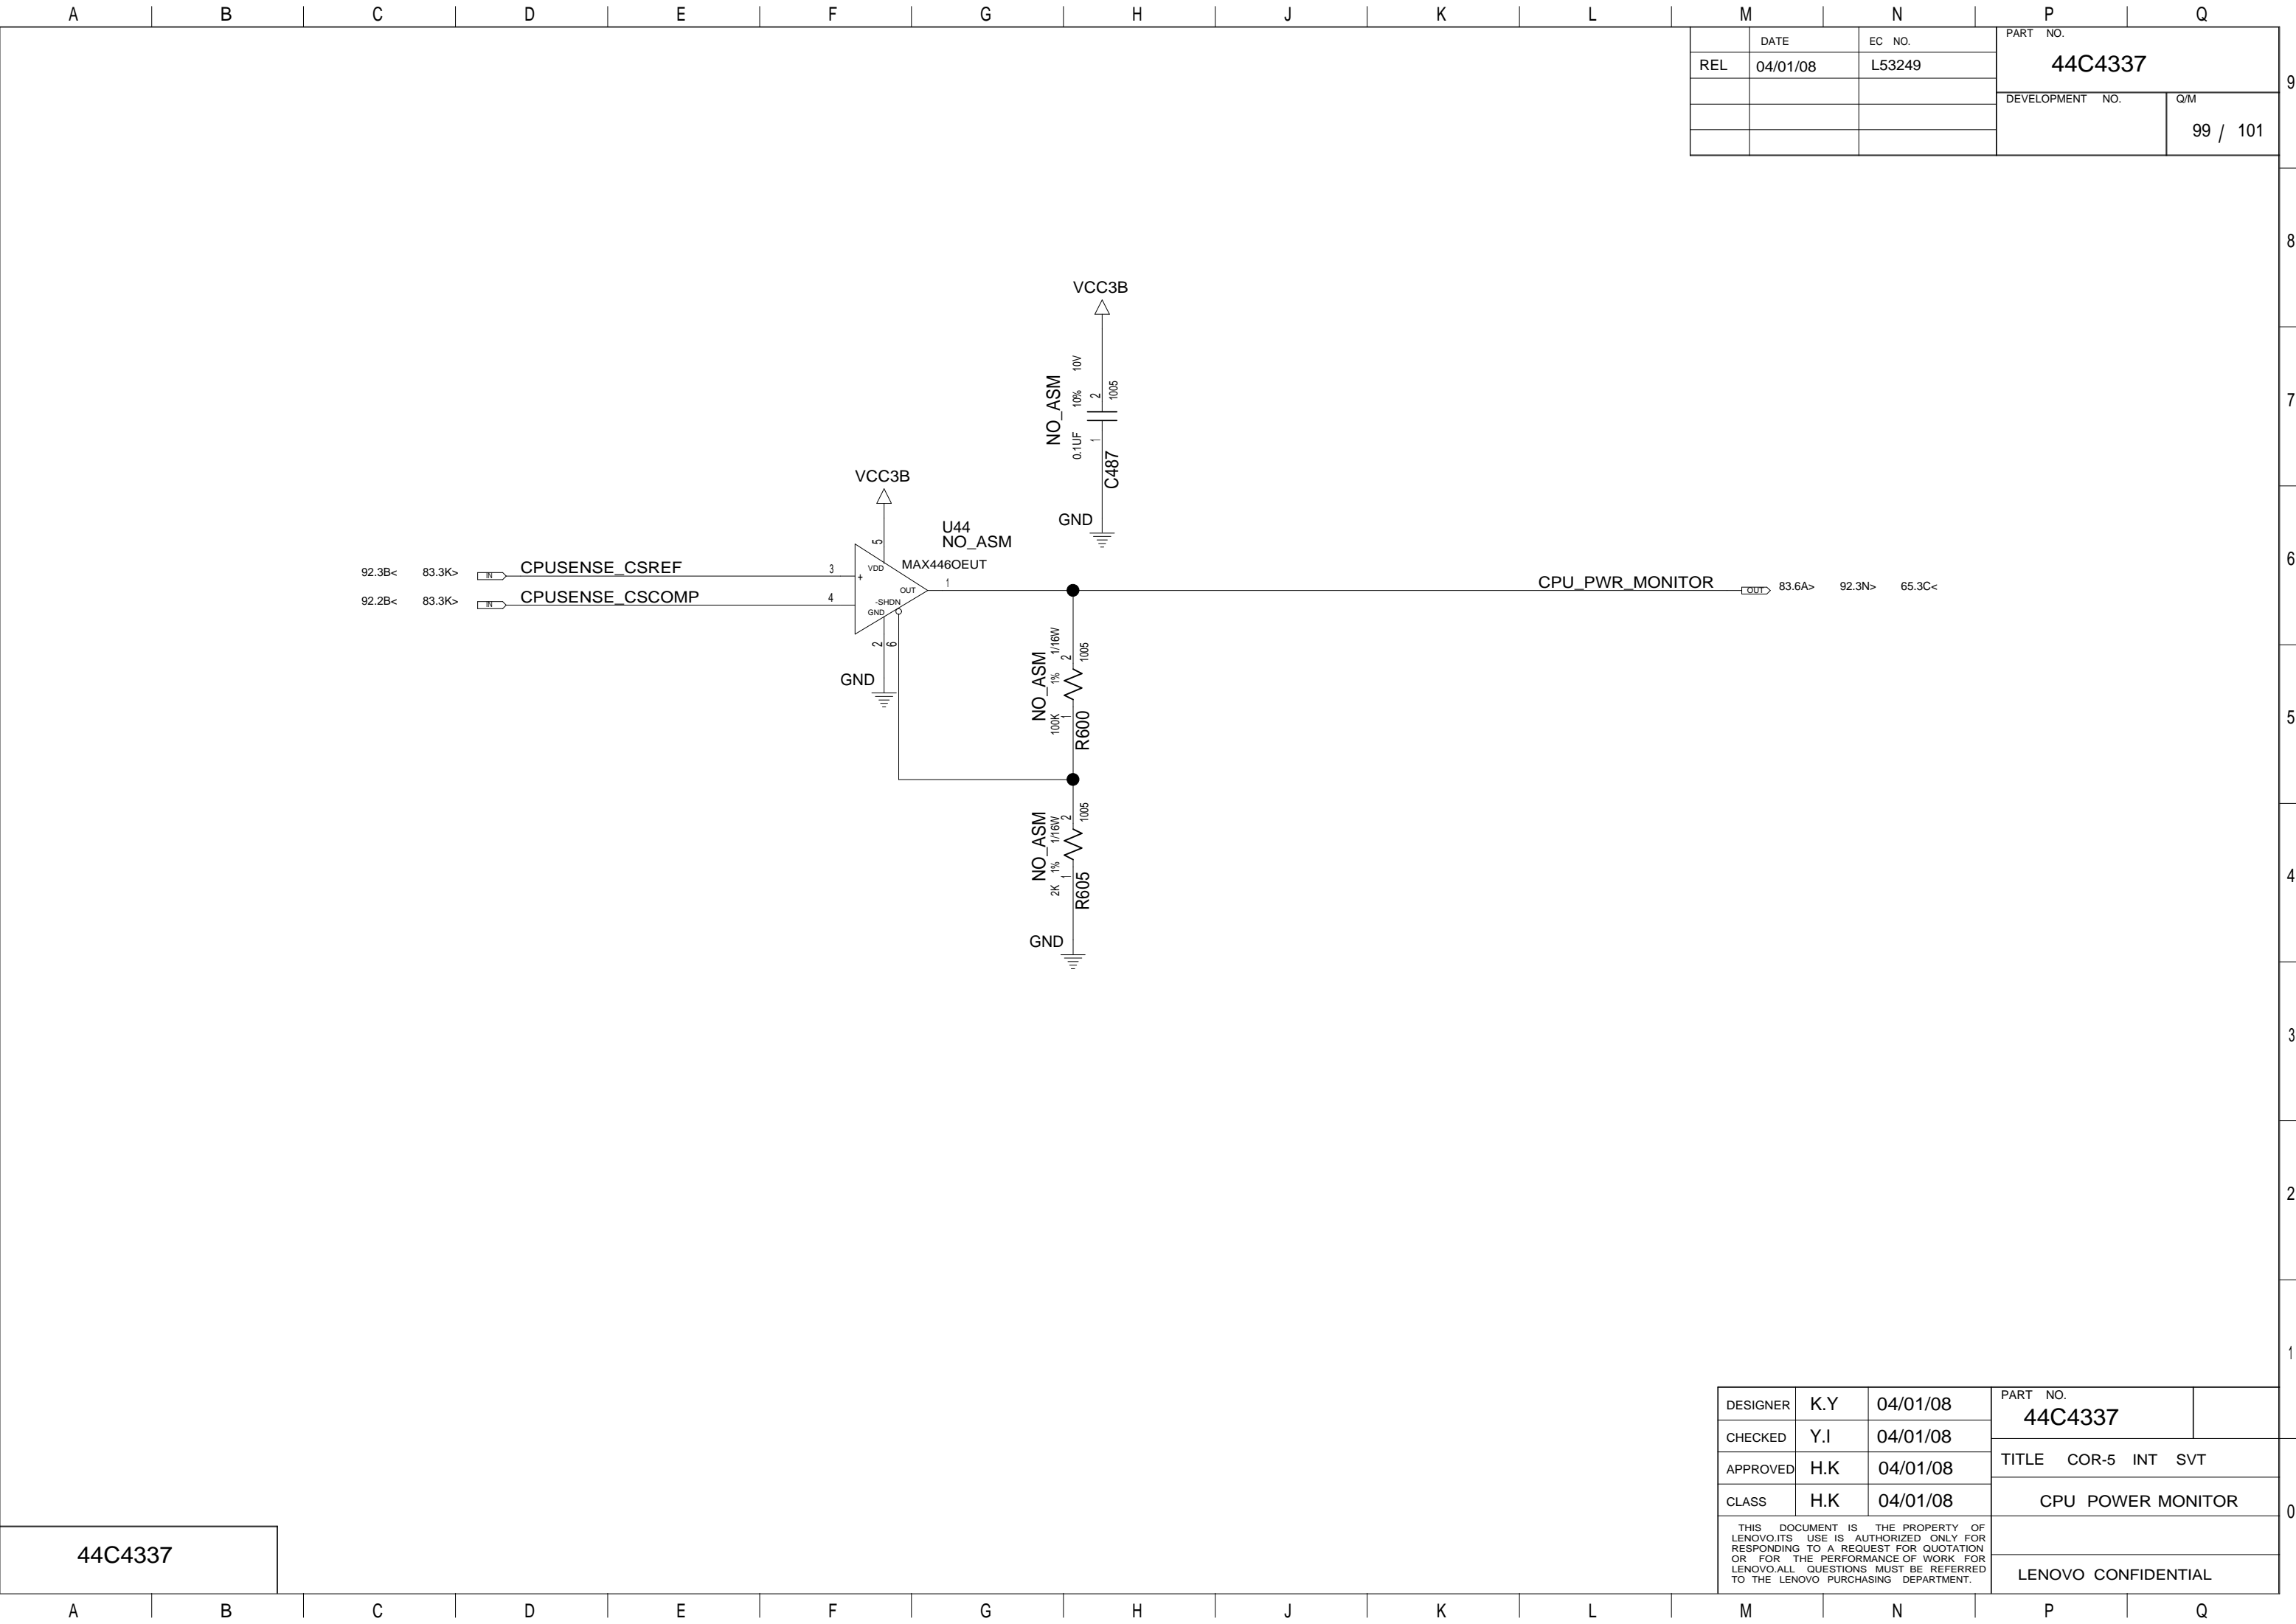 A B C D E F G H J K L M N P Q
DATE EC NO. PART NO.
REL 04/01/08 L53249 44C4337
DEVELOPMENT NO. Q/M
99 / 101
9
8
7
6
5
4
3
2
1
0
VCC3B
NO_ASM
0.1UF 10% 10V
1 2
1005
C487
GND
VCC3B
5
U44
NO_ASM
MAX446OEUT
92.3B< 83.3K> IN CPUSENSE_CSREF 3
92.2B< 83.3K> IN CPUSENSE_CSCOMP 4
+
VDD
OUT
-SHDN
GND
1
2 6
GND
CPU_PWR_MONITOR OUT 83.6A> 92.3N> 65.3C<
NO_ASM
100K 1% 1/16W
1 2
1005
R600
NO_ASM
2K 1% 1/16W
1 2
1005
R605
GND
DESIGNER K.Y 04/01/08
CHECKED Y.I 04/01/08
APPROVED H.K 04/01/08
CLASS H.K 04/01/08
THIS DOCUMENT IS THE PROPERTY OF
LENOVO.ITS USE IS AUTHORIZED ONLY FOR
RESPONDING TO A REQUEST FOR QUOTATION
OR FOR THE PERFORMANCE OF WORK FOR
LENOVO.ALL QUESTIONS MUST BE REFERRED
TO THE LENOVO PURCHASING DEPARTMENT.
PART NO.
44C4337
TITLE COR-5 INT SVT
CPU POWER MONITOR
LENOVO CONFIDENTIAL
44C4337
A B C D E F G H J K L M N P Q